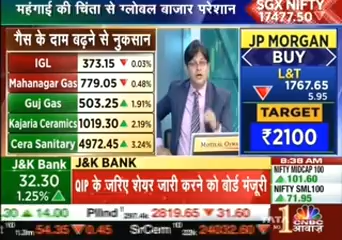 महंगाई की चिंता से ग्लोबल बाजार परेशान
SGX NIFTY
17477.50
गैस के दाम बढ़ने से नुकसान
IGL 373.15 0.03%
Mahanagar Gas 779.05 0.48%
Guj Gas 503.25 1.91%
Kajaria Ceramics 1019.30 2.19%
Cera Sanitary 4972.45 3.24%
JP MORGAN
BUY
L&T
1767.65
5.95
TARGET
₹2100
J&K Bank
32.30
1.25%
J&K BANK
QIP के जरिए शेयर जारी करने को बोर्ड मंजूरी
8:38 AM
NIFTY MIDCAP 100
101.60
NIFTY SML100
71.95
14.00
2819.65
31.60
54.35
0.45
CNBC
आवाज़